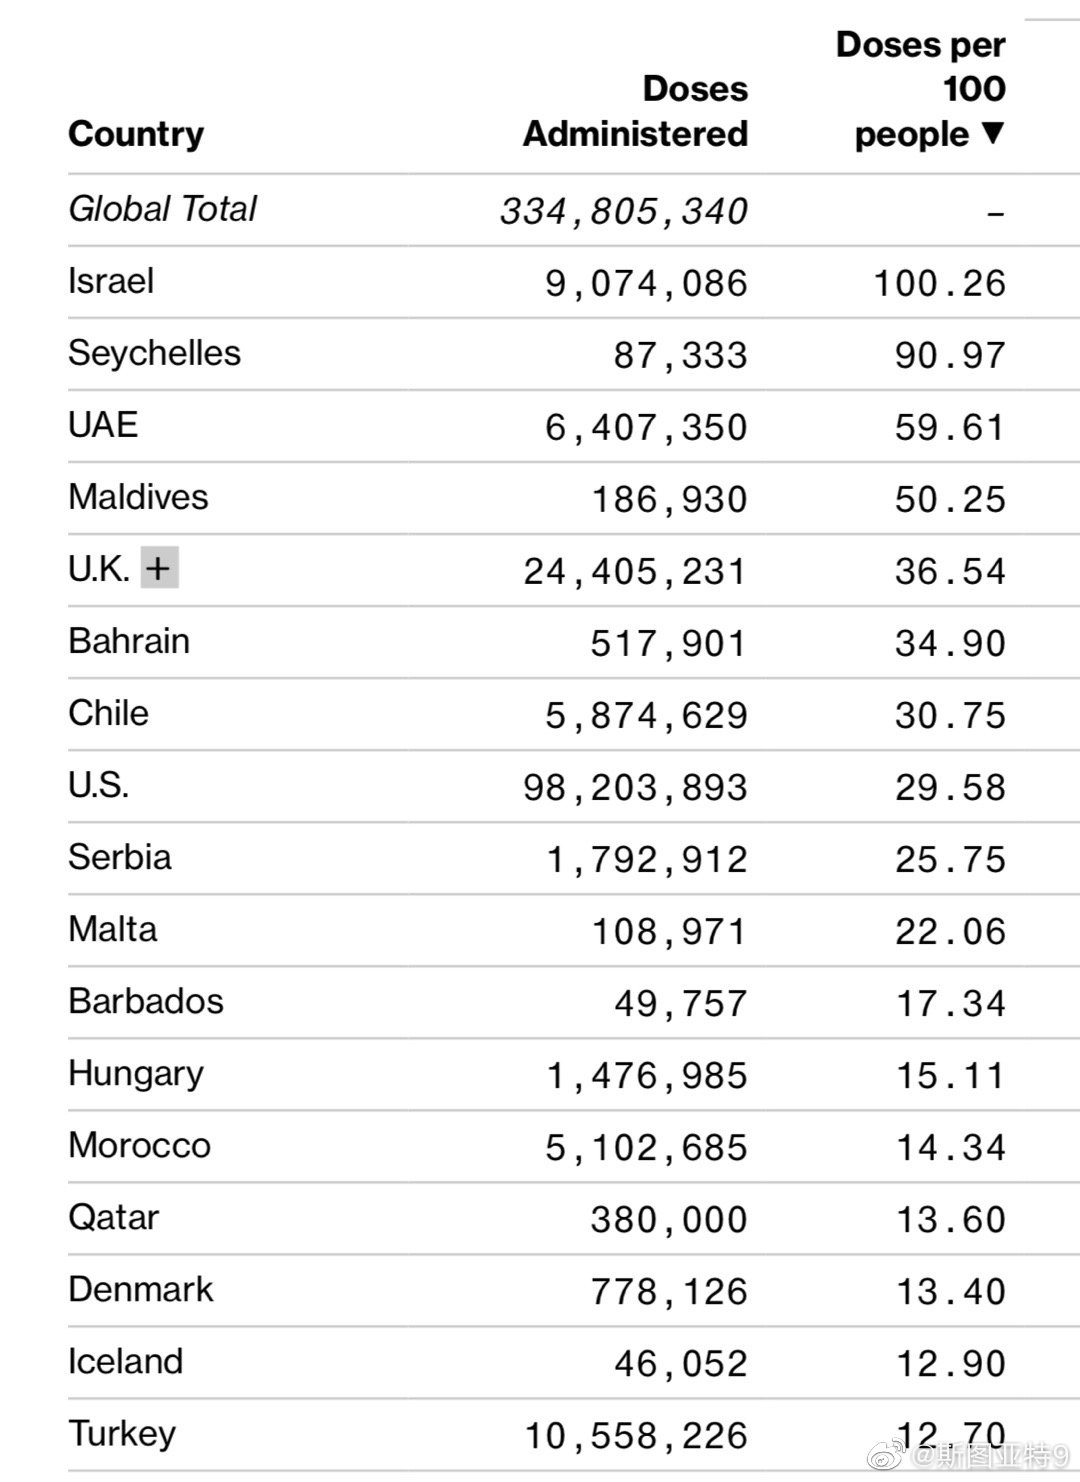 Country Doses Administered Doses per 100 people ▼
Global Total 334,805,340 –
Israel 9,074,086 100.26
Seychelles 87,333 90.97
UAE 6,407,350 59.61
Maldives 186,930 50.25
U.K. + 24,405,231 36.54
Bahrain 517,901 34.90
Chile 5,874,629 30.75
U.S. 98,203,893 29.58
Serbia 1,792,912 25.75
Malta 108,971 22.06
Barbados 49,757 17.34
Hungary 1,476,985 15.11
Morocco 5,102,685 14.34
Qatar 380,000 13.60
Denmark 778,126 13.40
Iceland 46,052 12.90
Turkey 10,558,226 12.70
@斯图亚特9